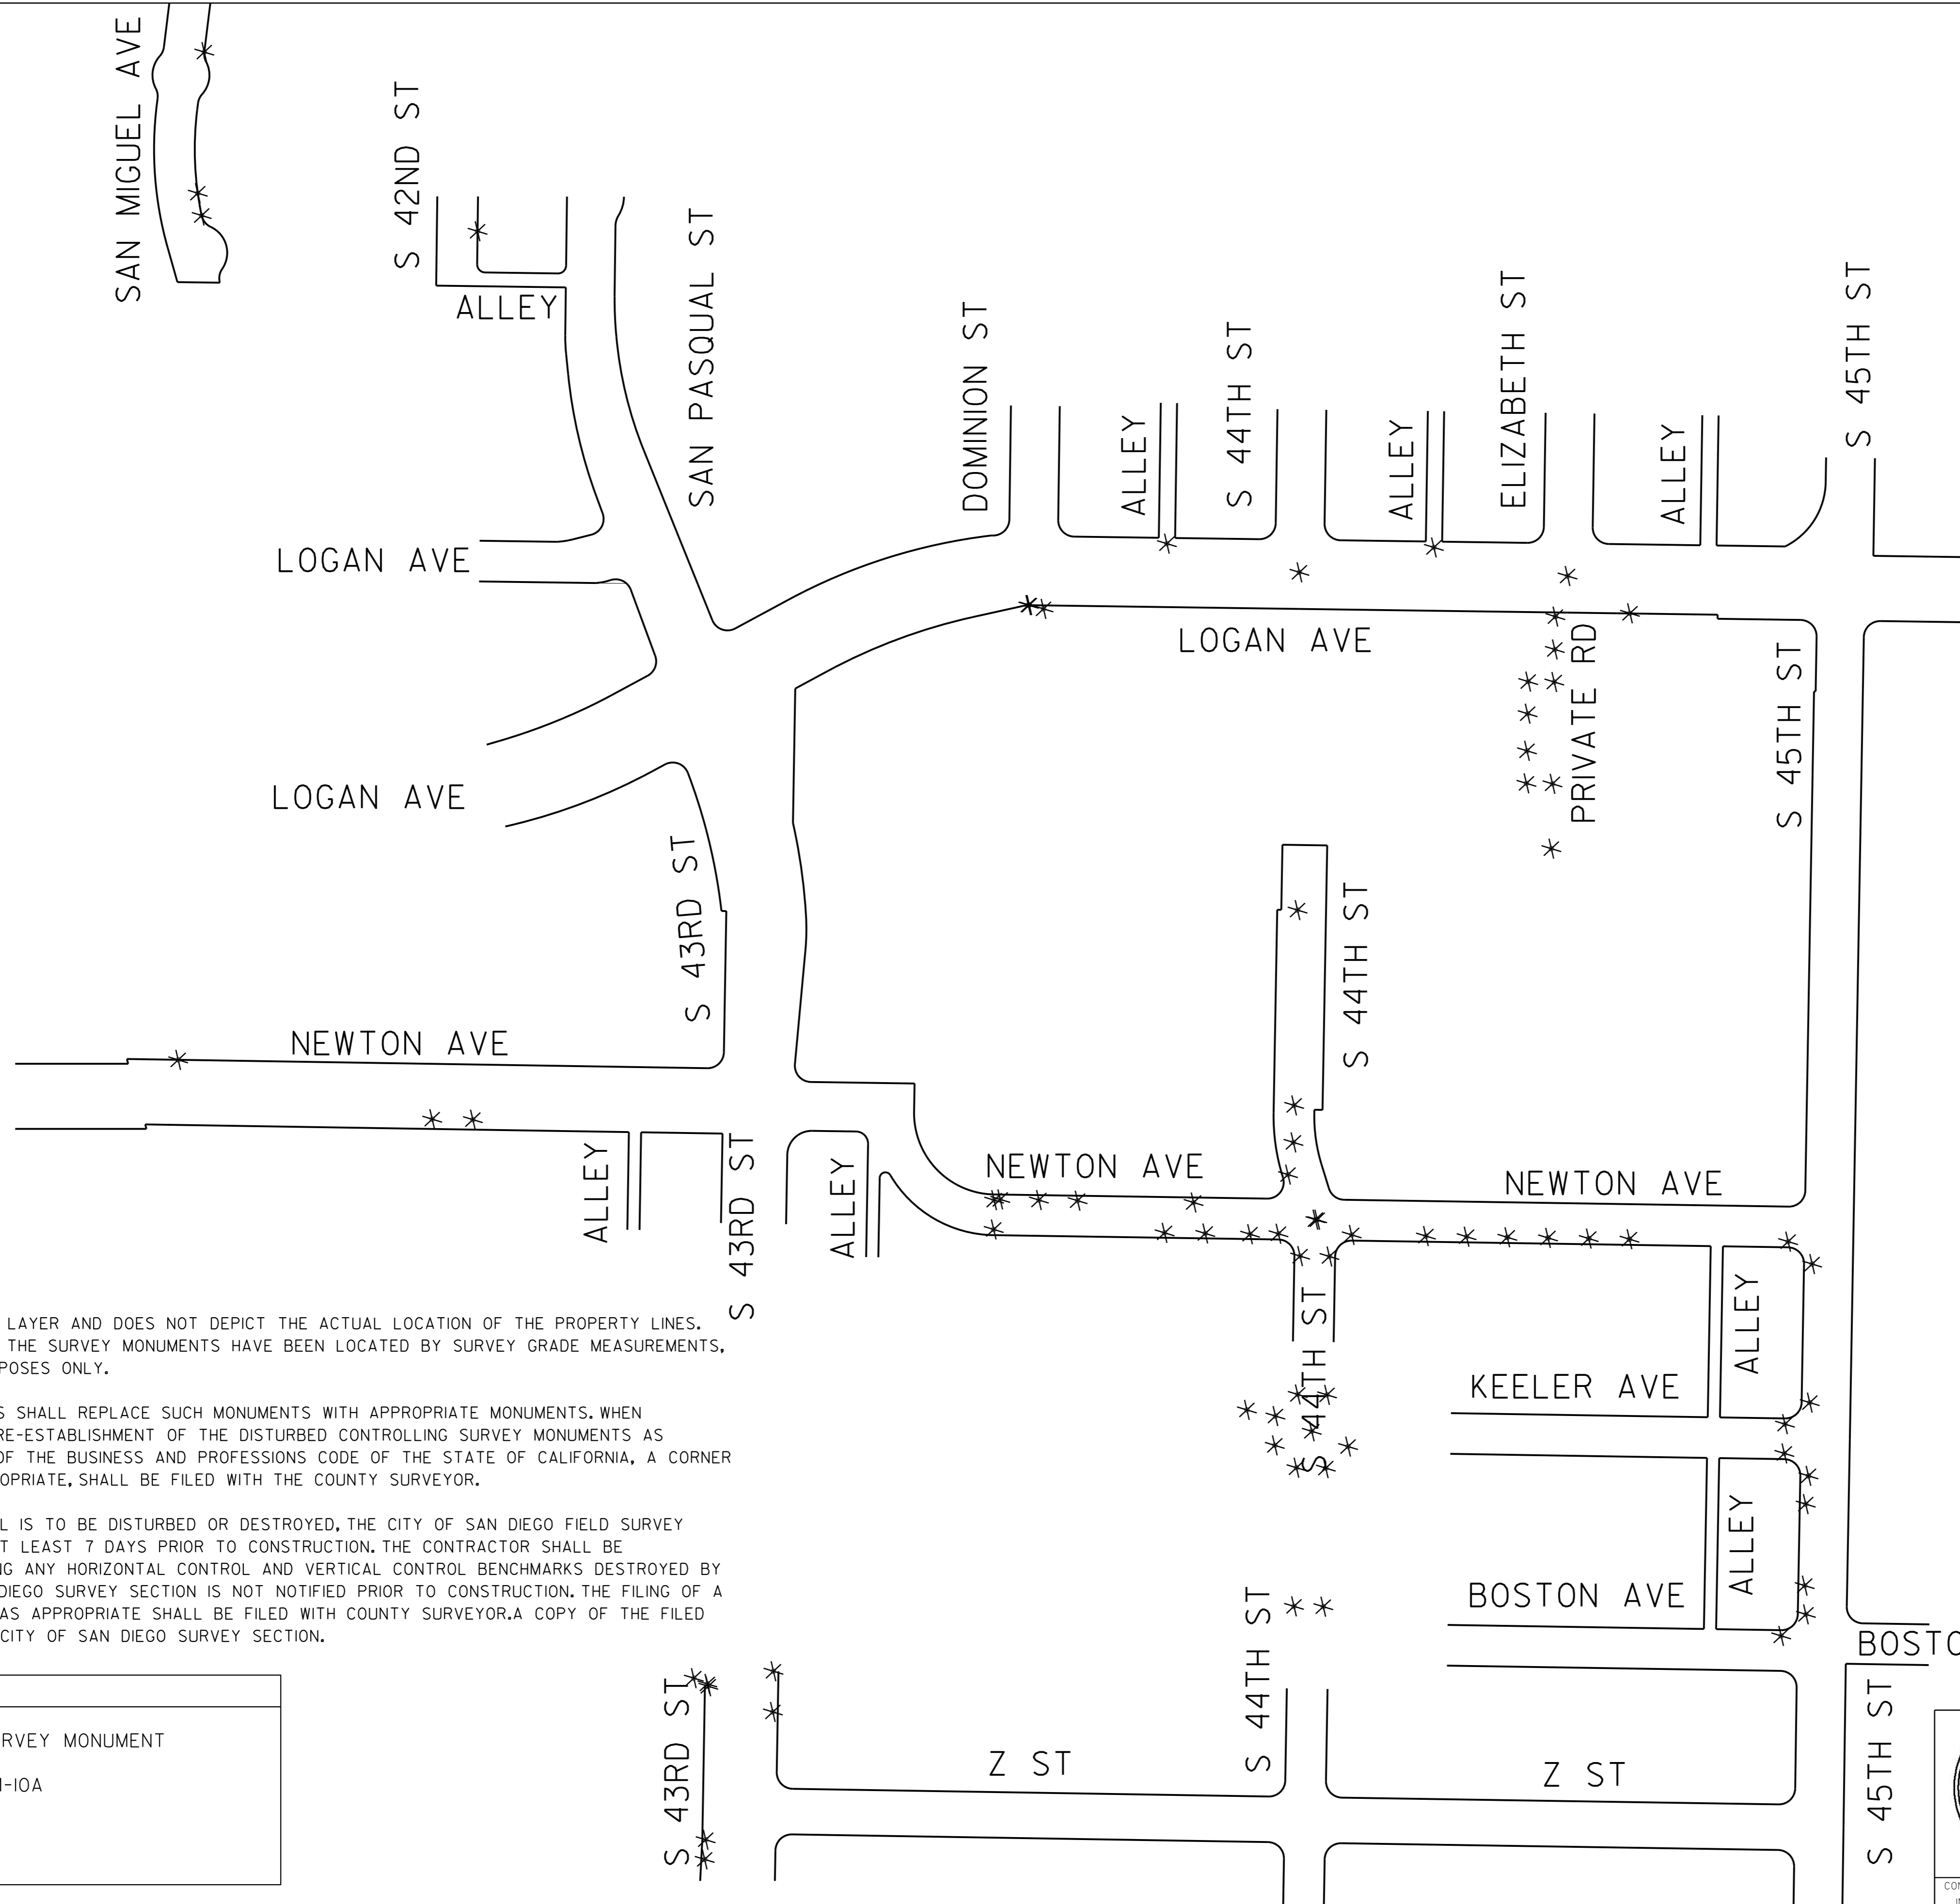 SAN MIGUEL AVE
S 42ND ST
ALLEY
SAN PASQUAL ST
DOMINION ST
ALLEY
S 44TH ST
ALLEY
ELIZABETH ST
ALLEY
S 45TH ST
LOGAN AVE
LOGAN AVE
PRIVATE RD
S 45TH ST
LOGAN AVE
S 43RD ST
S 44TH ST
NEWTON AVE
ALLEY
S 43RD ST
ALLEY
NEWTON AVE
NEWTON AVE
S 44TH ST
ALLEY
KEELER AVE
ALLEY
BOSTON AVE
LAYER AND DOES NOT DEPICT THE ACTUAL LOCATION OF THE PROPERTY LINES.
THE SURVEY MONUMENTS HAVE BEEN LOCATED BY SURVEY GRADE MEASUREMENTS,
POSES ONLY.
S SHALL REPLACE SUCH MONUMENTS WITH APPROPRIATE MONUMENTS. WHEN
RE-ESTABLISHMENT OF THE DISTURBED CONTROLLING SURVEY MONUMENTS AS
OF THE BUSINESS AND PROFESSIONS CODE OF THE STATE OF CALIFORNIA, A CORNER
OPRIATE, SHALL BE FILED WITH THE COUNTY SURVEYOR.
L IS TO BE DISTURBED OR DESTROYED, THE CITY OF SAN DIEGO FIELD SURVEY
T LEAST 7 DAYS PRIOR TO CONSTRUCTION. THE CONTRACTOR SHALL BE
NG ANY HORIZONTAL CONTROL AND VERTICAL CONTROL BENCHMARKS DESTROYED BY
DIEGO SURVEY SECTION IS NOT NOTIFIED PRIOR TO CONSTRUCTION. THE FILING OF A
AS APPROPRIATE SHALL BE FILED WITH COUNTY SURVEYOR.A COPY OF THE FILED
CITY OF SAN DIEGO SURVEY SECTION.
BOSTO
S 44TH ST
S 43RD ST
S 45TH ST
RVEY MONUMENT
-10A
Z ST
Z ST